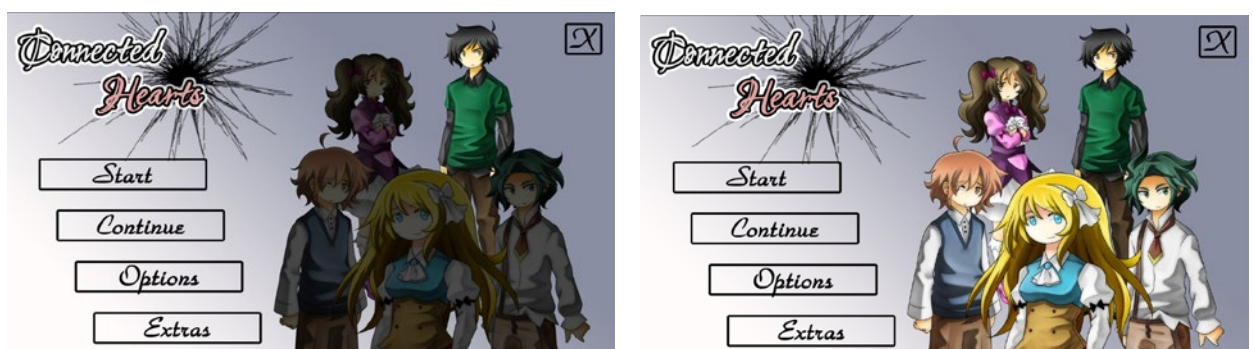 Connected
Hearts
X
Start
Continue
Options
Extras
Connected
Hearts
X
Start
Continue
Options
Extras